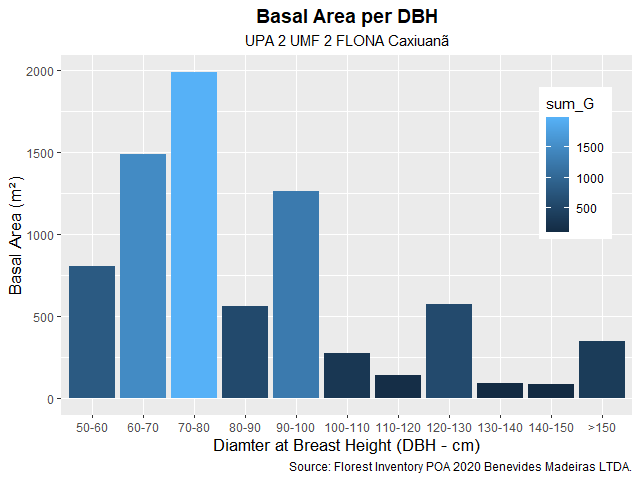 Basal Area per DBH
UPA 2 UMF 2 FLONA Caxiuanã
Basal Area (m²)
2000
1500
1000
500
0
sum_G
1500
1000
500
50-60 60-70 70-80 80-90 90-100 100-110 110-120 120-130 130-140 140-150 >150
Diamter at Breast Height (DBH - cm)
Source: Florest Inventory POA 2020 Benevides Madeiras LTDA.